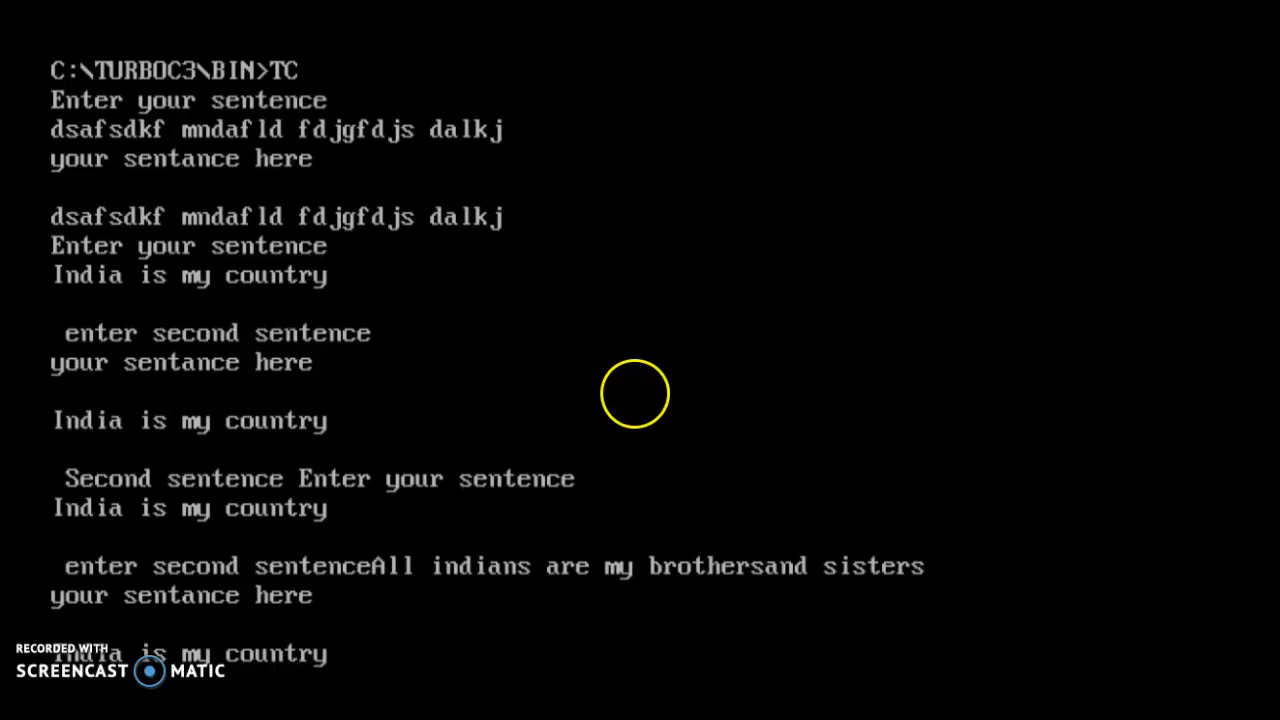 C:\TURBOC3\BIN>TC
Enter your sentence
dsafsdkf mndafld fdjgfdjs dalkj
your sentance here
dsafsdkf mndafld fdjgfdjs dalkj
Enter your sentence
India is my country
enter second sentence
your sentance here
India is my country
Second sentence Enter your sentence
India is my country
enter second sentenceAll indians are my brothersand sisters
your sentance here
India is my country
RECORDED WITH
SCREENCAST MATIC